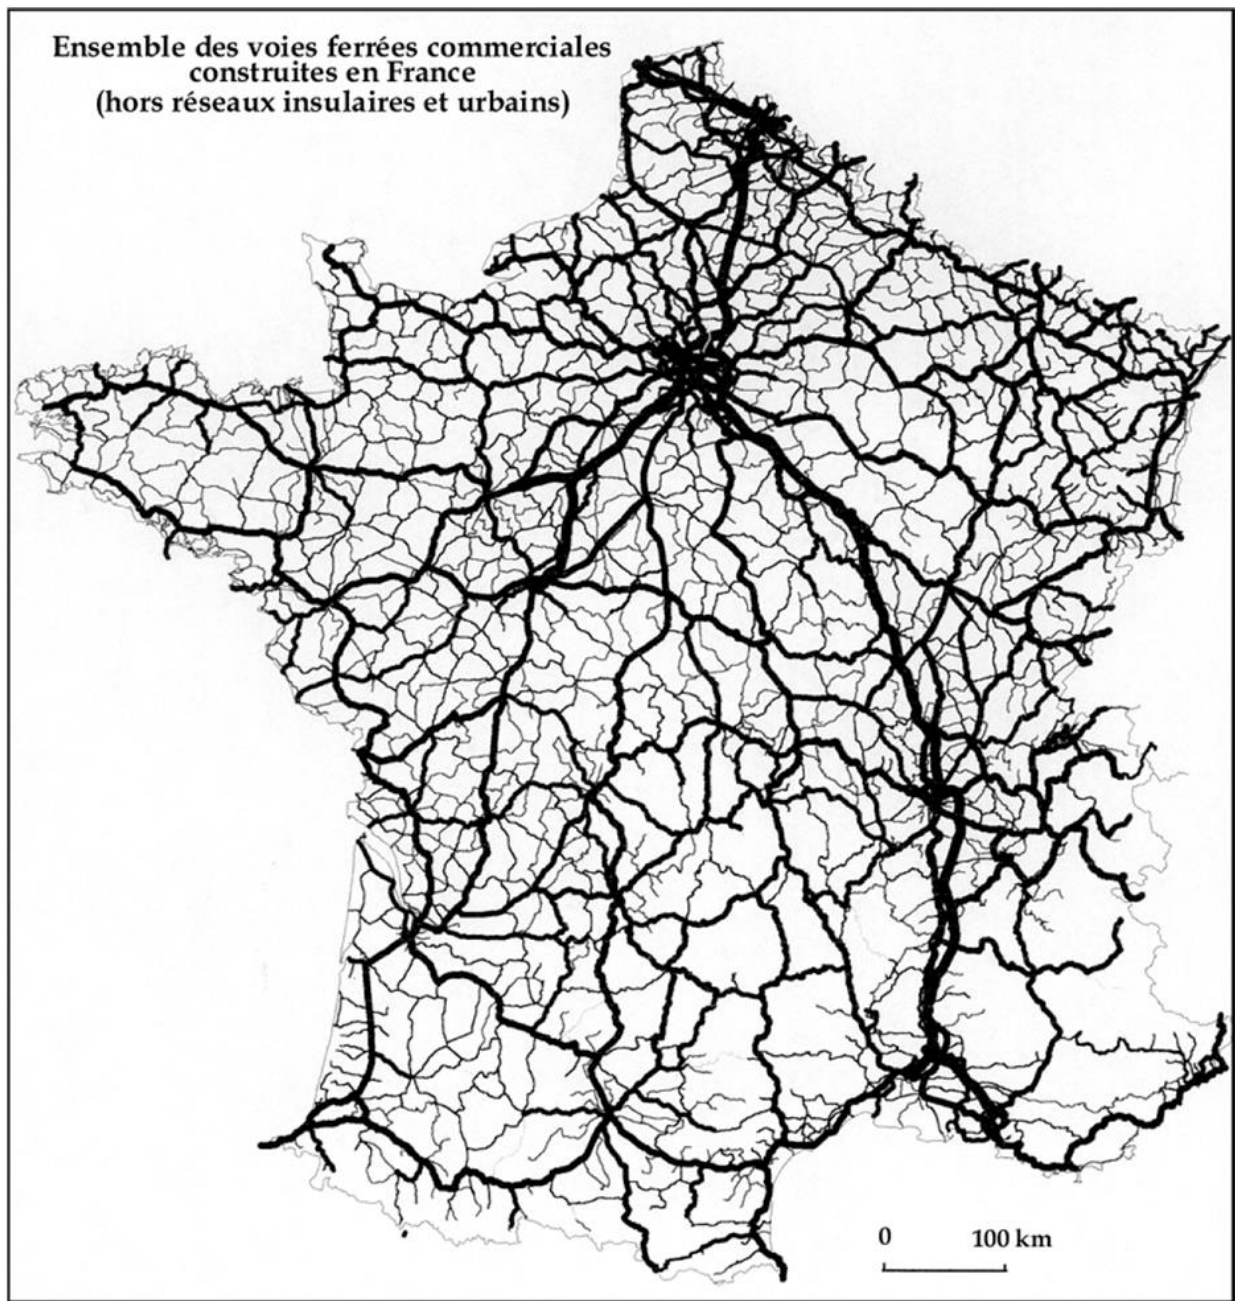 Ensemble des voies ferrées commerciales
construites en France
(hors réseaux insulaires et urbains)
0 100 km